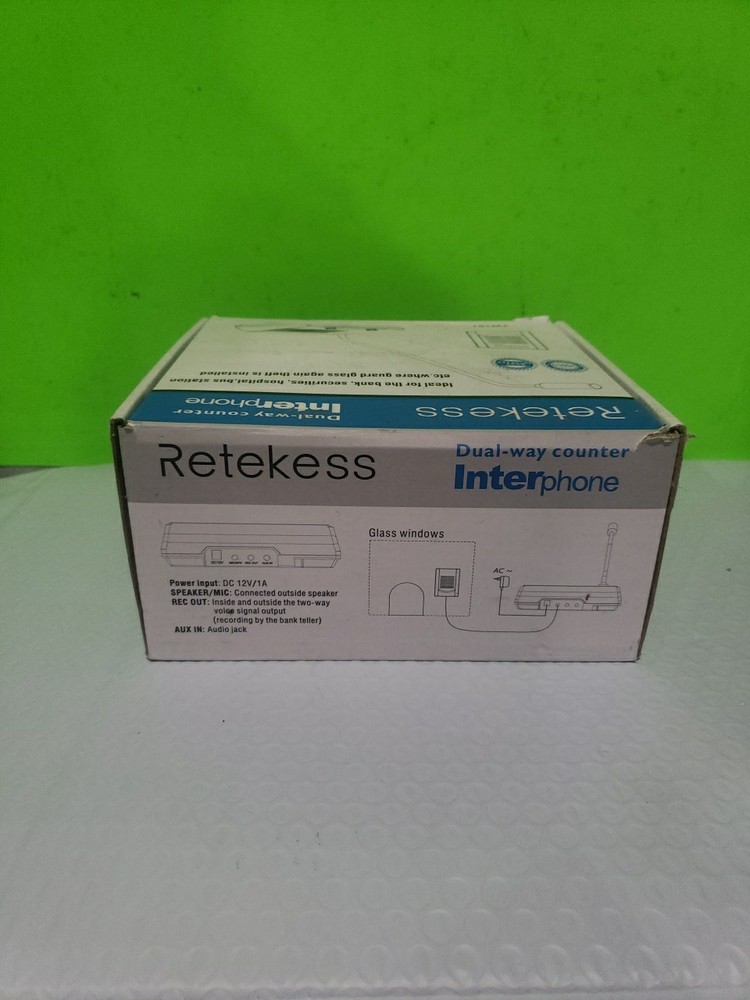 Ideal for the bank, securities, hospital,bus station
etc.where guard glass again theft is installed
Retekess
Dual-way counter
Interphone
Retekess
Dual-way counter
Interphone
Glass windows
AC ~
Power input: DC 12V/1A
SPEAKER/MIC: Connected outside speaker
REC OUT: Inside and outside the two-way
voice signal output
(recording by the bank teller)
AUX IN: Audio jack